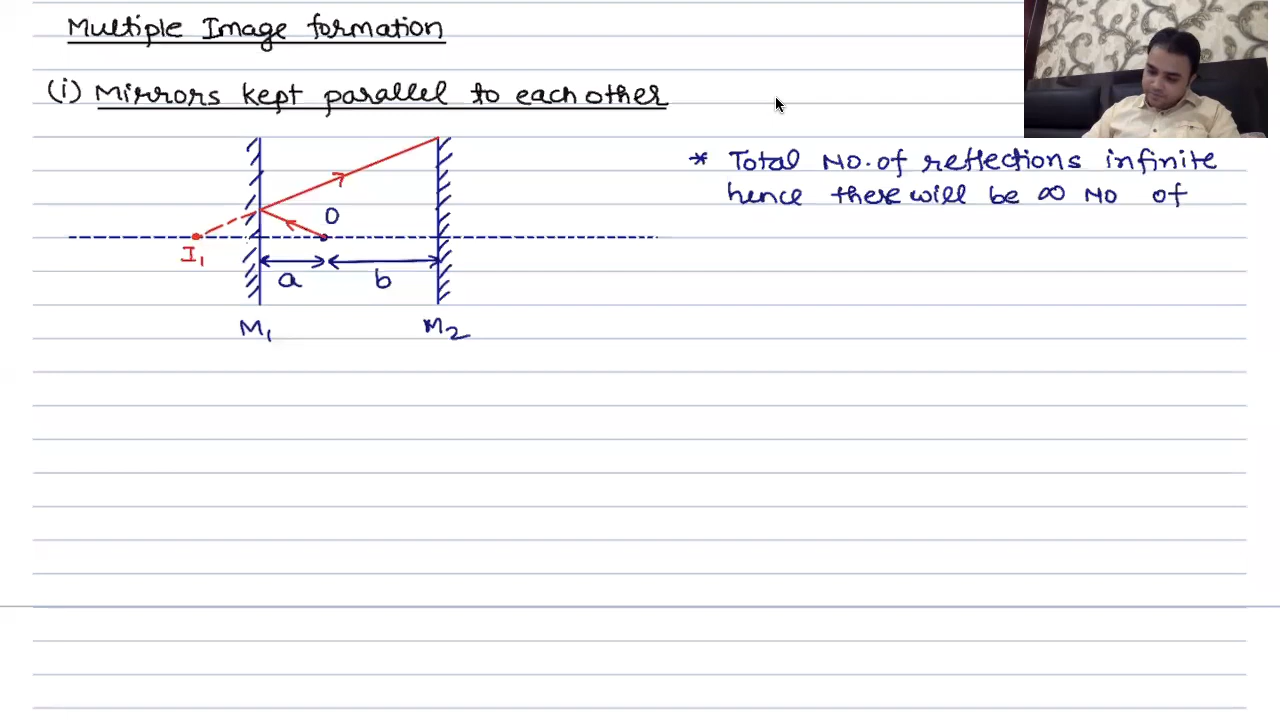 Multiple Image formation
(i) Mirrors kept parallel to each other
* Total No. of reflections infinite
hence there will be ∞ No of
O
I₁
a
b
M₁
M₂